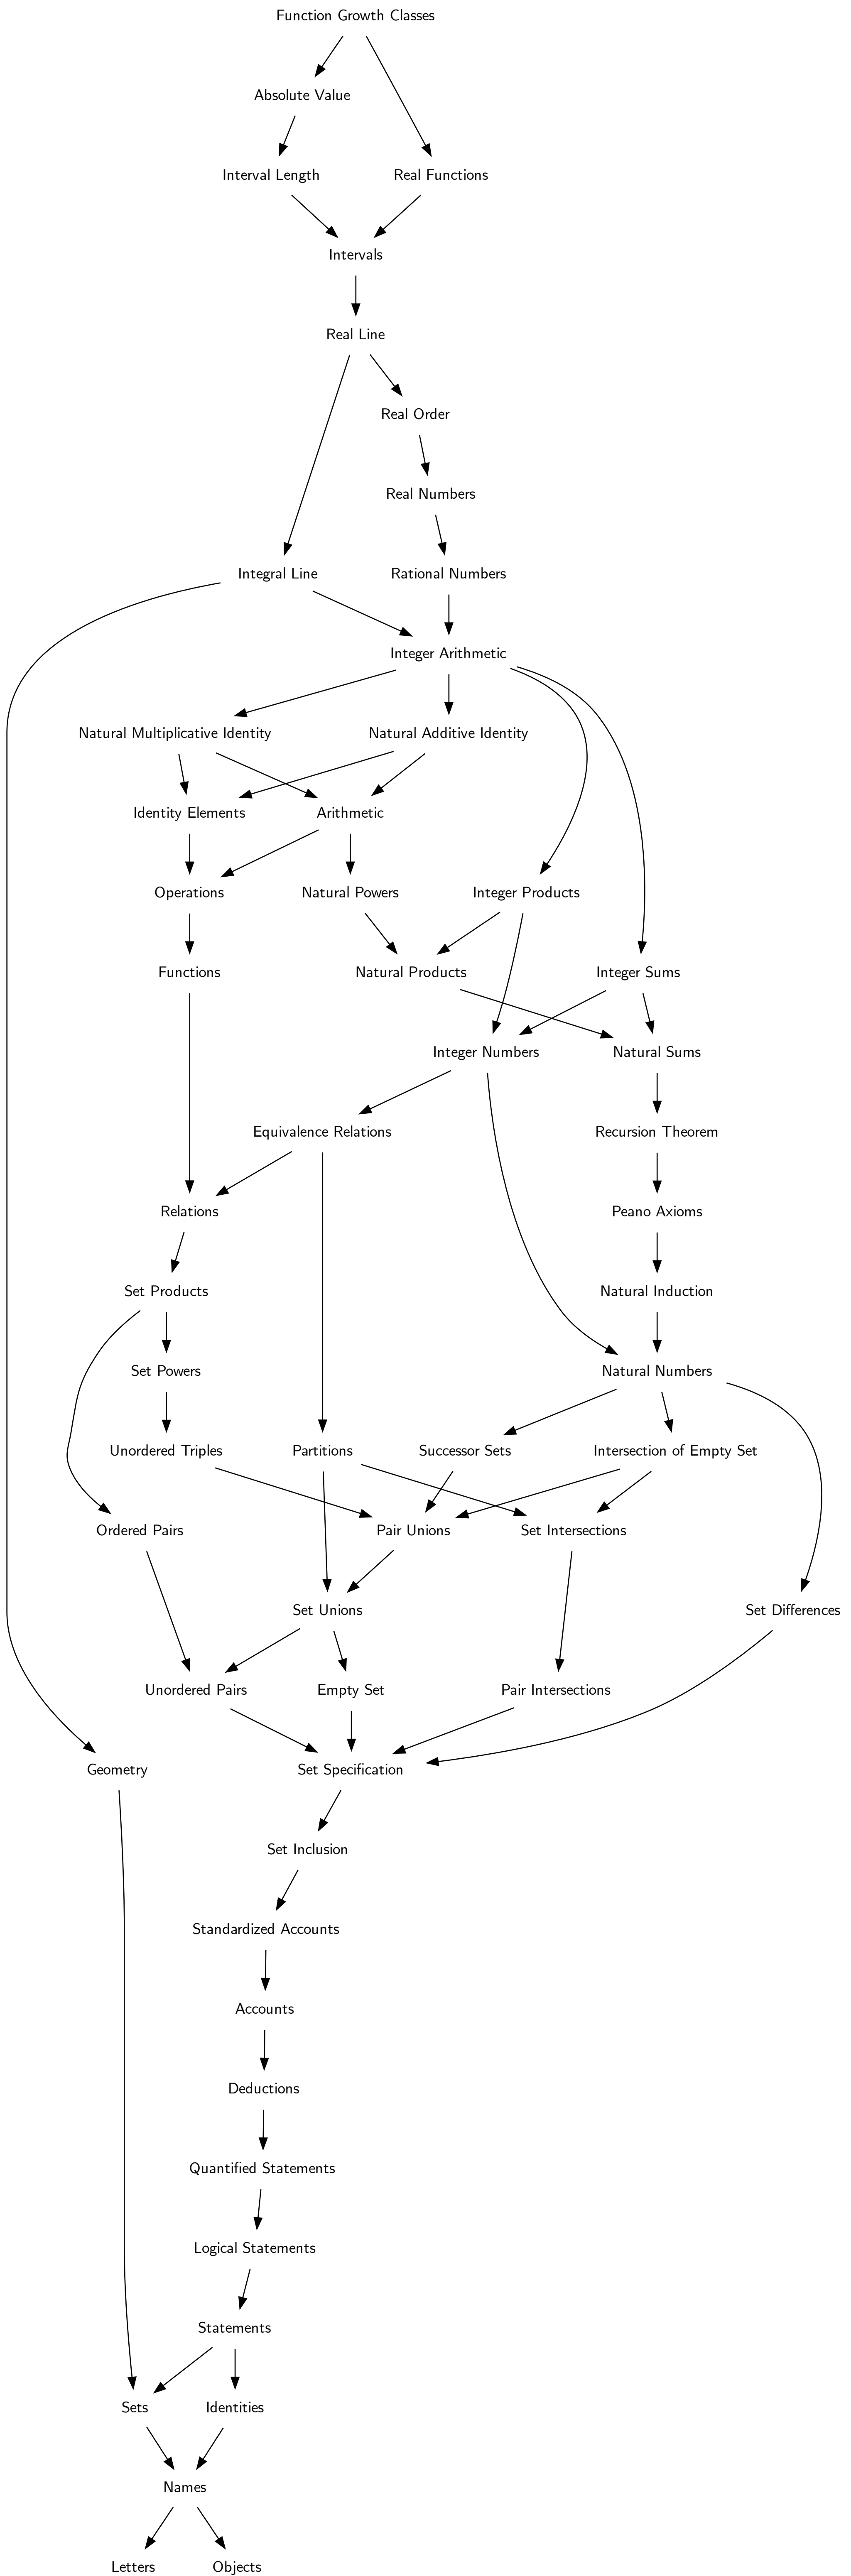 Function Growth Classes
Absolute Value
Interval Length
Real Functions
Intervals
Real Line
Real Order
Real Numbers
Integral Line
Rational Numbers
Integer Arithmetic
Natural Multiplicative Identity
Natural Additive Identity
Identity Elements
Arithmetic
Operations
Natural Powers
Integer Products
Functions
Natural Products
Integer Sums
Integer Numbers
Natural Sums
Equivalence Relations
Recursion Theorem
Relations
Peano Axioms
Set Products
Natural Induction
Set Powers
Natural Numbers
Unordered Triples
Partitions
Successor Sets
Intersection of Empty Set
Ordered Pairs
Pair Unions
Set Intersections
Set Unions
Set Differences
Unordered Pairs
Empty Set
Pair Intersections
Geometry
Set Specification
Set Inclusion
Standardized Accounts
Accounts
Deductions
Quantified Statements
Logical Statements
Statements
Sets
Identities
Names
Letters
Objects